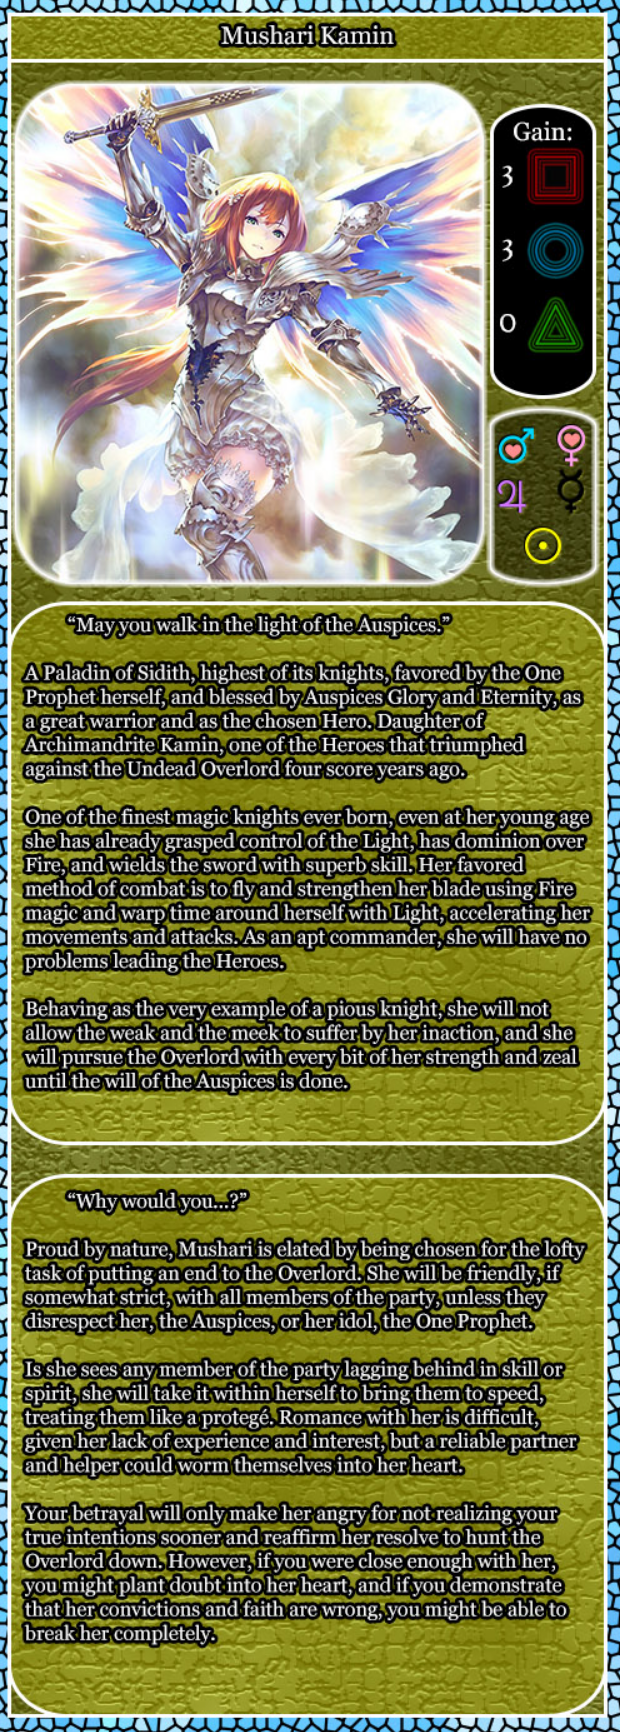 Mushari Kamin
Gain:
3
3
0
“May you walk in the light of the Auspices.”
A Paladin of Sidith, highest of its knights, favored by the One
Prophet herself, and blessed by Auspices Glory and Eternity, as
a great warrior and as the chosen Hero. Daughter of
Archimandrite Kamin, one of the Heroes that triumphed
against the Undead Overlord four score years ago.
One of the finest magic knights ever born, even at her young age
she has already grasped control of the Light, has dominion over
Fire, and wields the sword with superb skill. Her favored
method of combat is to fly and strengthen her blade using Fire
magic and warp time around herself with Light, accelerating her
movements and attacks. As an apt commander, she will have no
problems leading the Heroes.
Behaving as the very example of a pious knight, she will not
allow the weak and the meek to suffer by her inaction, and she
will pursue the Overlord with every bit of her strength and zeal
until the will of the Auspices is done.
“Why would you...?”
Proud by nature, Mushari is elated by being chosen for the lofty
task of putting an end to the Overlord. She will be friendly, if
somewhat strict, with all members of the party, unless they
disrespect her, the Auspices, or her idol, the One Prophet.
Is she sees any member of the party lagging behind in skill or
spirit, she will take it within herself to bring them to speed,
treating them like a protegé. Romance with her is difficult,
given her lack of experience and interest, but a reliable partner
and helper could worm themselves into her heart.
Your betrayal will only make her angry for not realizing your
true intentions sooner and reaffirm her resolve to hunt the
Overlord down. However, if you were close enough with her,
you might plant doubt into her heart, and if you demonstrate
that her convictions and faith are wrong, you might be able to
break her completely.